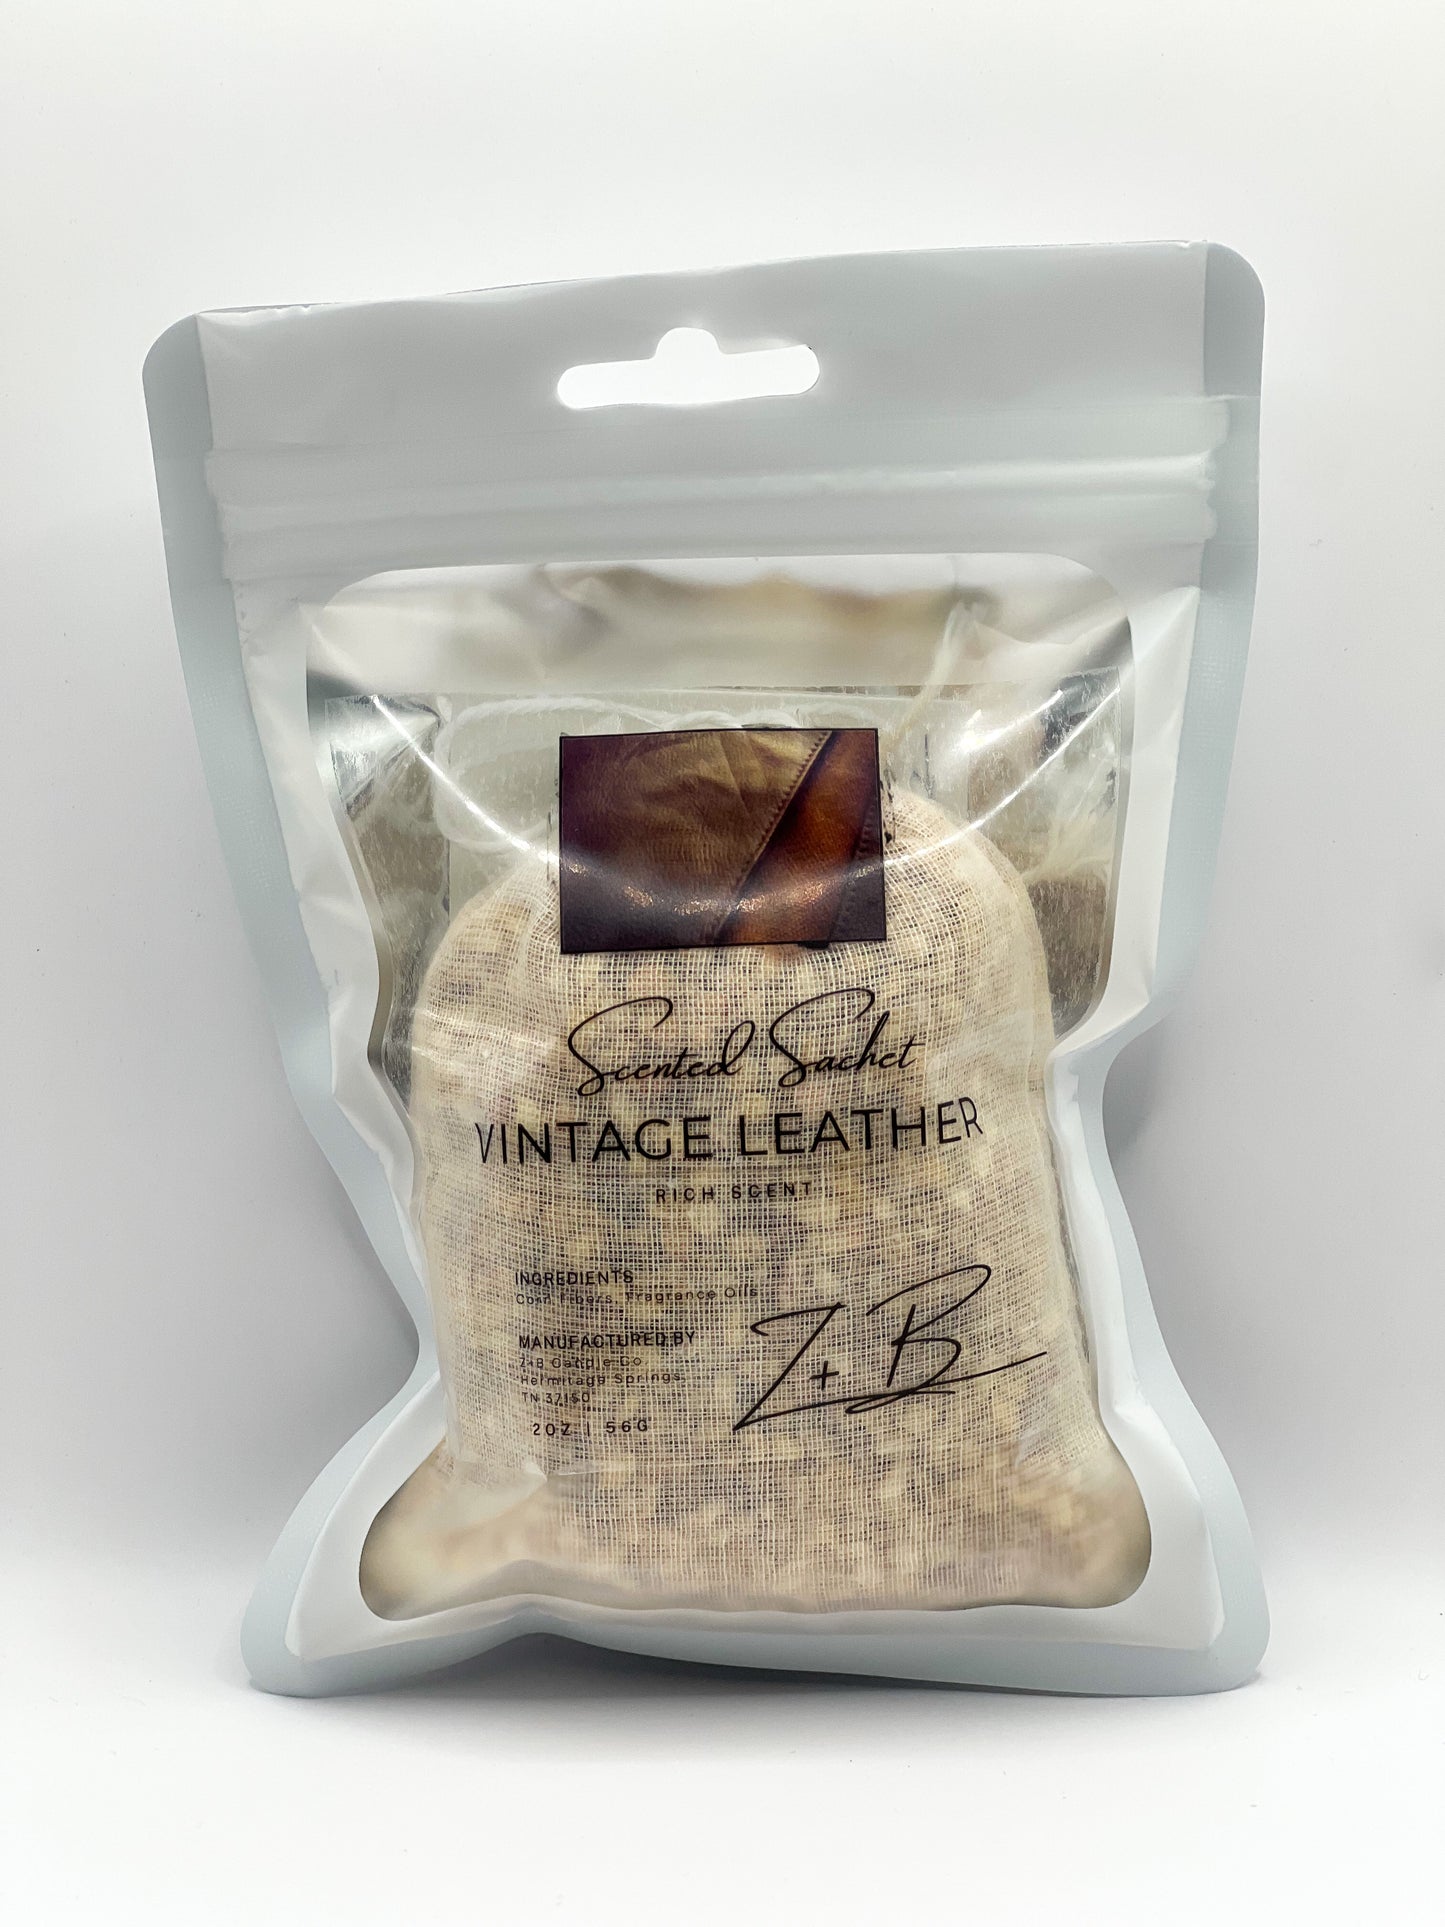 Scented Sachet
VINTAGE LEATHER
RICH SCENT
INGREDIENTS
Corn Fibers, Fragrance Oils
MANUFACTURED BY
Z+B Candle Co
Hermitage Springs
TN 37150
2OZ | 56G
Z+B